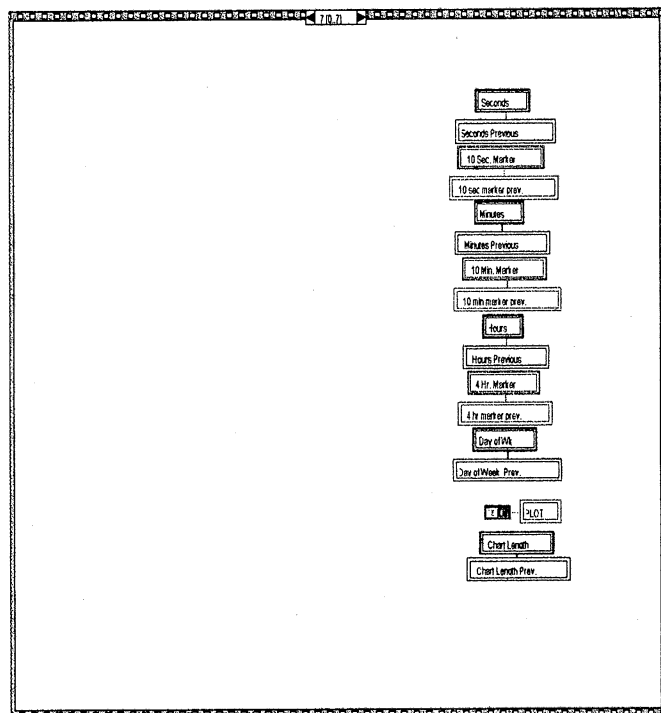 7 [0..7]
Seconds
Seconds Previous
10 Sec. Marker
10 sec marker prev.
Minutes
Minutes Previous
10 Min. Marker
10 min marker prev.
Hours
Hours Previous
4 Hr. Marker
4 hr marker prev.
Day of Wk
Day of Week Prev.
PLOT
Chart Length
Chart Length Prev.